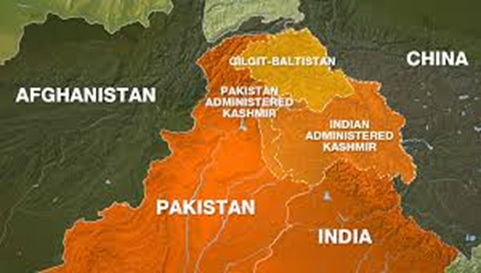 GILGIT-BALTISTAN
CHINA
AFGHANISTAN
PAKISTAN
ADMINISTERED
KASHMIR
INDIAN
ADMINISTERED
KASHMIR
PAKISTAN
INDIA